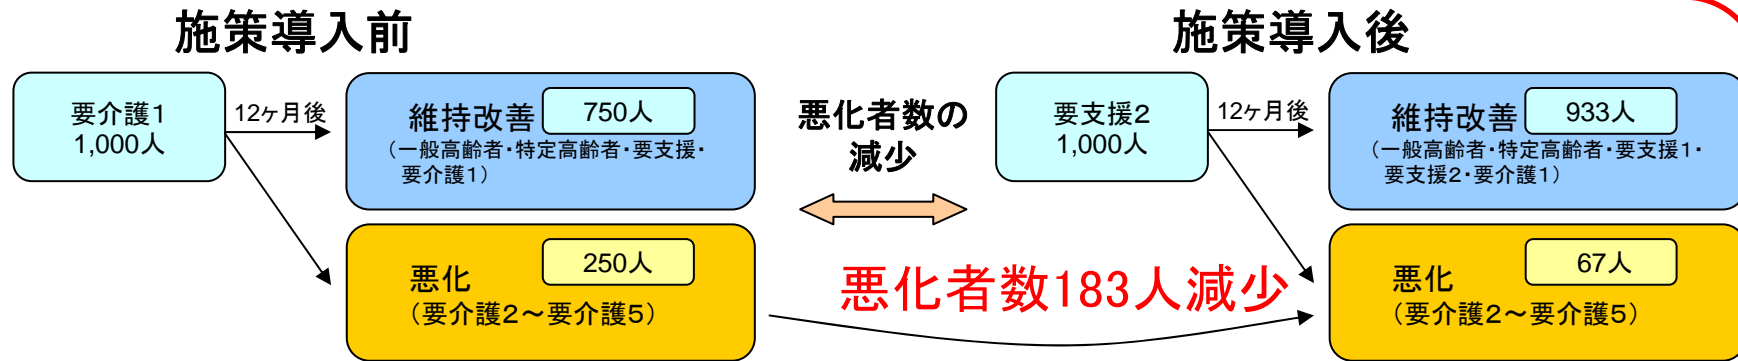 施策導入前
要介護1
1,000人
12ヶ月後
維持改善 750人
（一般高齢者・特定高齢者・要支援・
要介護1）
悪化 250人
（要介護2～要介護5）
悪化者数の
減少
悪化者数183人減少
施策導入後
要支援2
1,000人
12ヶ月後
維持改善 933人
（一般高齢者・特定高齢者・要支援1・
要支援2・要介護1）
悪化 67人
（要介護2～要介護5）